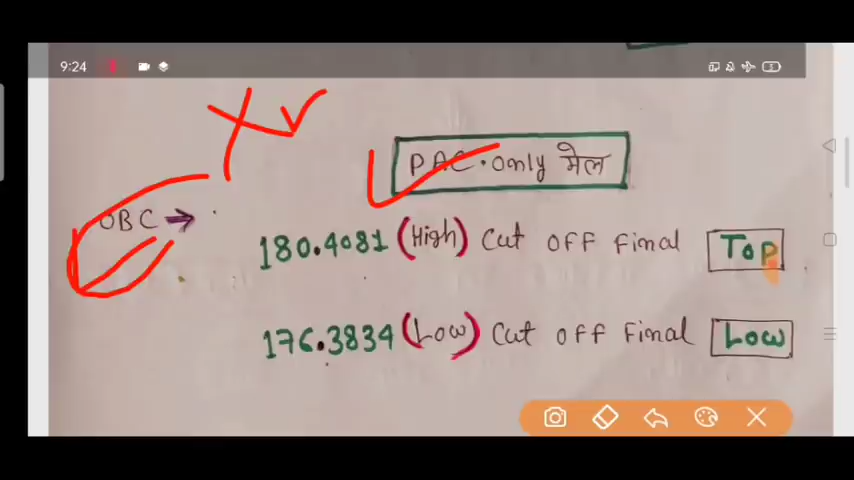 9:24
PAC. only मेल
OBC →
180.4081 (High) Cut off final Top
176.3834 (Low) Cut off Final Low